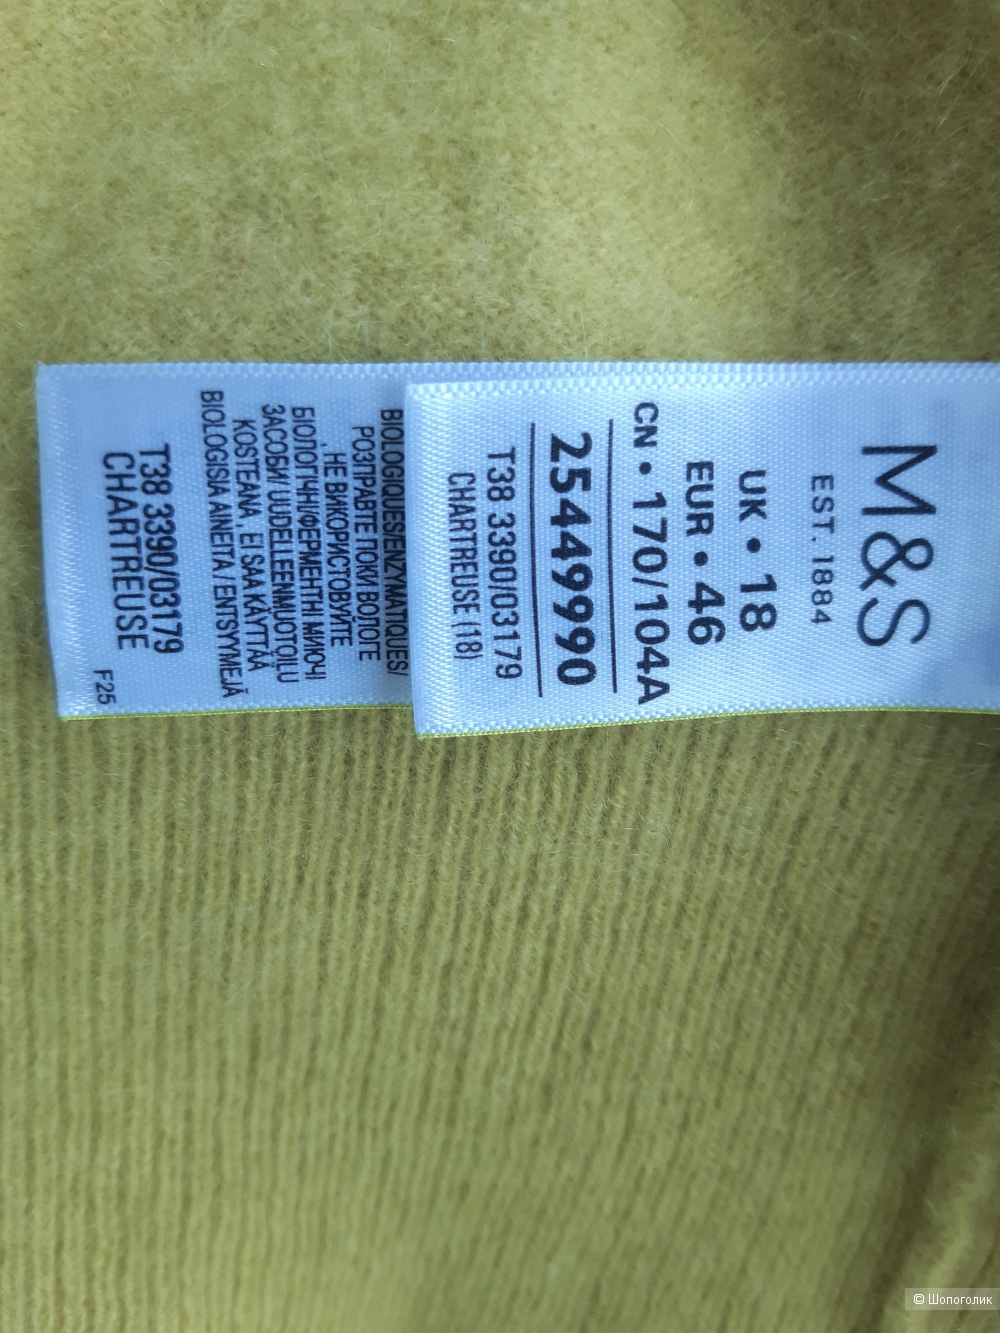 M&S
EST. 1884
UK • 18
EUR • 46
CN • 170/104A
25449990
T38 3390/03179
CHARTREUSE (18)
BIOLOGIQUES/ENZYMATIQUES/
РОЗПРАВТЕ ПОКИ ВОЛОГЕ
, НЕ ВИКОРИСТОВУЙТЕ
БІОЛОГІЧНІ/ФЕРМЕНТНІ МИЮЧІ
ЗАСОБИ/ UUDELLEENMUOTOILU
KOSTEANA, EI SAA KÄYTTÄÄ
BIOLOGISIA AINEITA / ENTSYYMEJÄ
T38 3390/03179
CHARTREUSE
F25
© Шопоголик